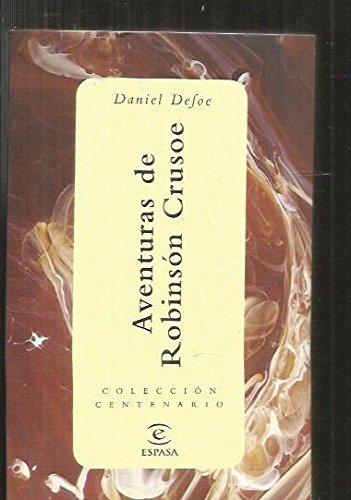 Daniel Defoe
Aventuras de
Robinsón Crusoe
COLECCIÓN
CENTENARIO
e
ESPASA